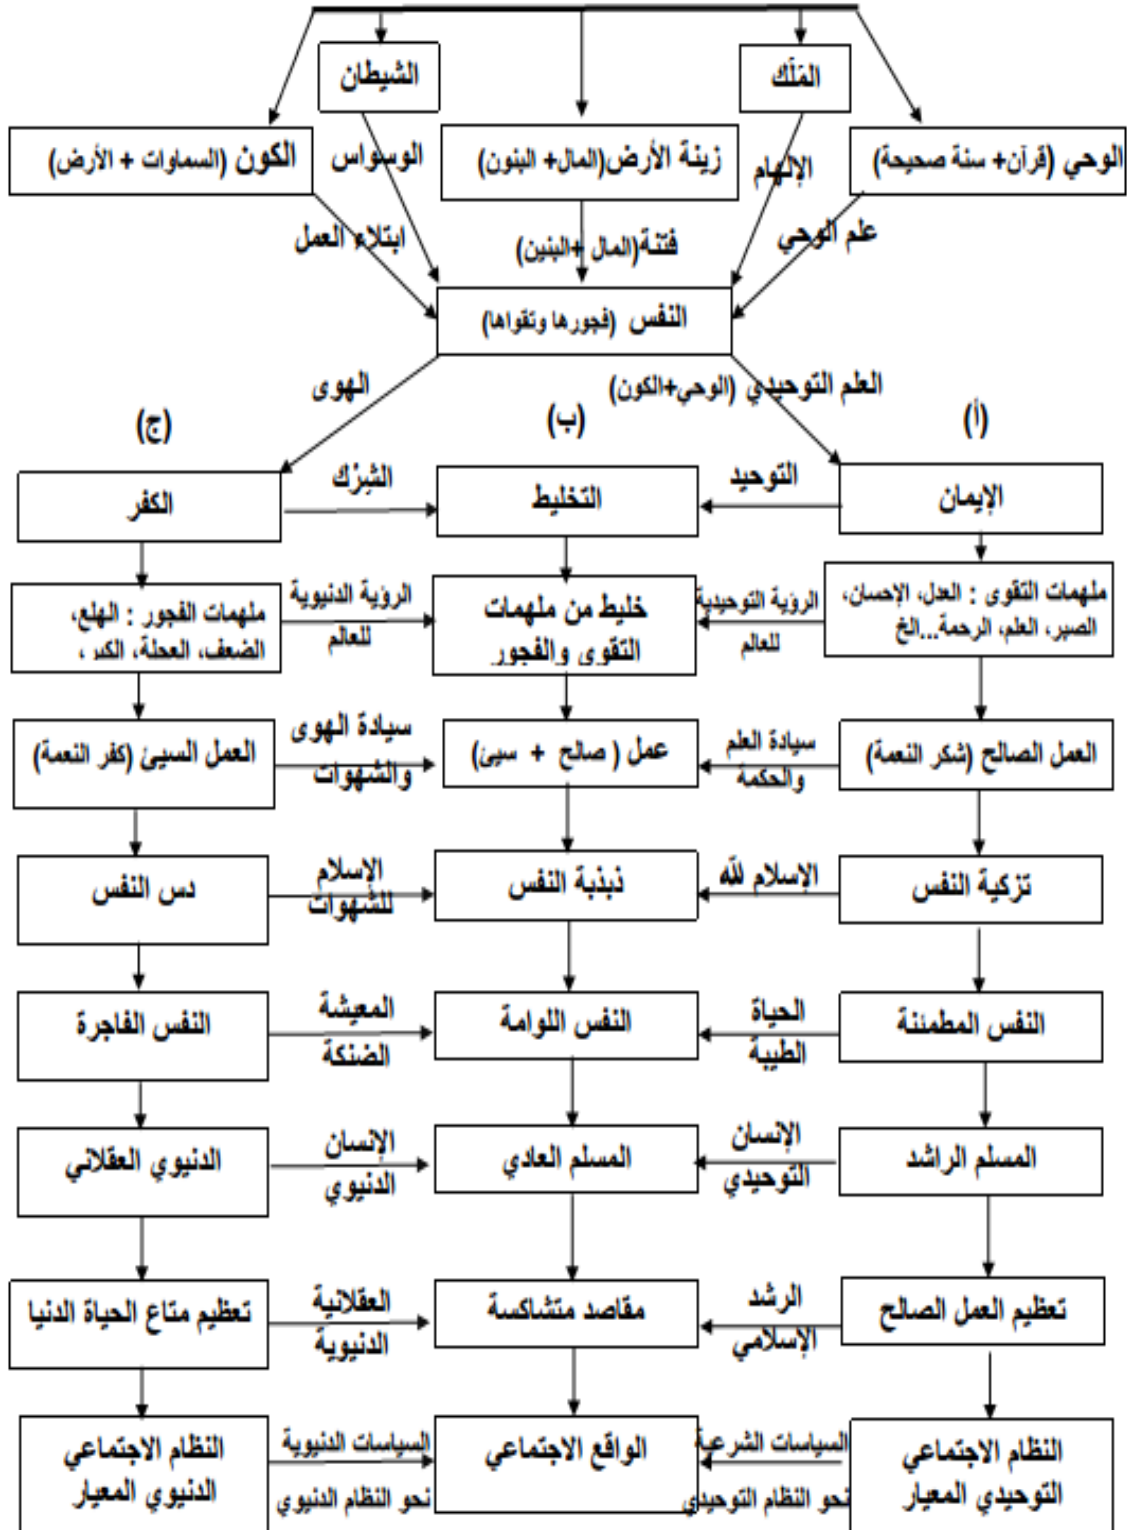 المَلَك
الشيطان
الوحي (قرآن+ سنة صحيحة)
الإلهام
زينة الأرض(المال+ البنون)
الوسواس
الكون (السماوات + الأرض)
علم الوحي
فتنة(المال +البنين)
ابتلاء العمل
النفس (فجورها وتقواها)
العلم التوحيدي (الوحي+الكون)
الهوى
(أ)
(ب)
(ج)
الإيمان
التوحيد
التخليط
الشِرْك
الكفر
ملهمات التقوى : العدل، الإحسان،
الصبر، العلم، الرحمة...الخ
الرؤية التوحيدية
للعالم
خليط من ملهمات
التقوى والفجور
الرؤية الدنيوية
للعالم
ملهمات الفجور : الهلع،
الضعف، العجلة، الكبر،
العمل الصالح (شكر النعمة)
سيادة العلم
والحكمة
عمل ( صالح + سيئ)
سيادة الهوى
والشهوات
العمل السيئ (كفر النعمة)
تزكية النفس
الإسلام لله
ذبذبة النفس
الإسلام
للشهوات
دس النفس
النفس المطمئنة
الحياة
الطيبة
النفس اللوامة
المعيشة
الضنكة
النفس الفاجرة
المسلم الراشد
الإنسان
التوحيدي
المسلم العادي
الإنسان
الدنيوي
الدنيوي العقلاني
تعظيم العمل الصالح
الرشد
الإسلامي
مقاصد متشاكسة
العقلانية
الدنيوية
تعظيم متاع الحياة الدنيا
النظام الاجتماعي
التوحيدي المعيار
السياسات الشرعية
نحو النظام التوحيدي
الواقع الاجتماعي
السياسات الدنيوية
نحو النظام الدنيوي
النظام الاجتماعي
الدنيوي المعيار